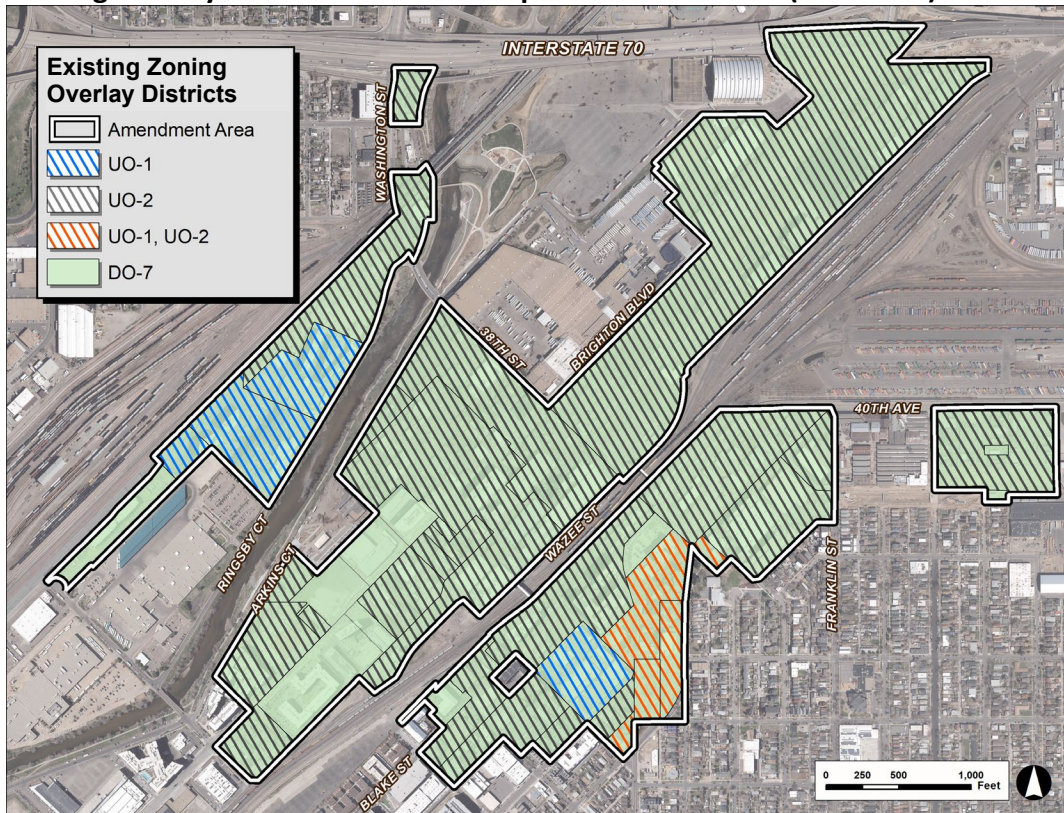 INTERSTATE 70
Existing Zoning
Overlay Districts
Amendment Area
UO-1
UO-2
UO-1, UO-2
DO-7
WASHINGTON ST
38TH ST
BRIGHTON BLVD
40TH AVE
WAZEE ST
RINGSBY CT
ARKINS CT
FRANKLIN ST
BLAKE ST
0 250 500 1,000
Feet